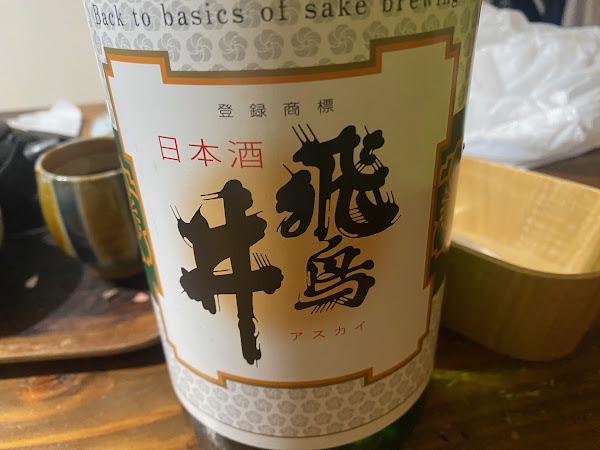 Back to basics of sake brewing
登録商標
日本酒
飛鳥
井
アスカイ